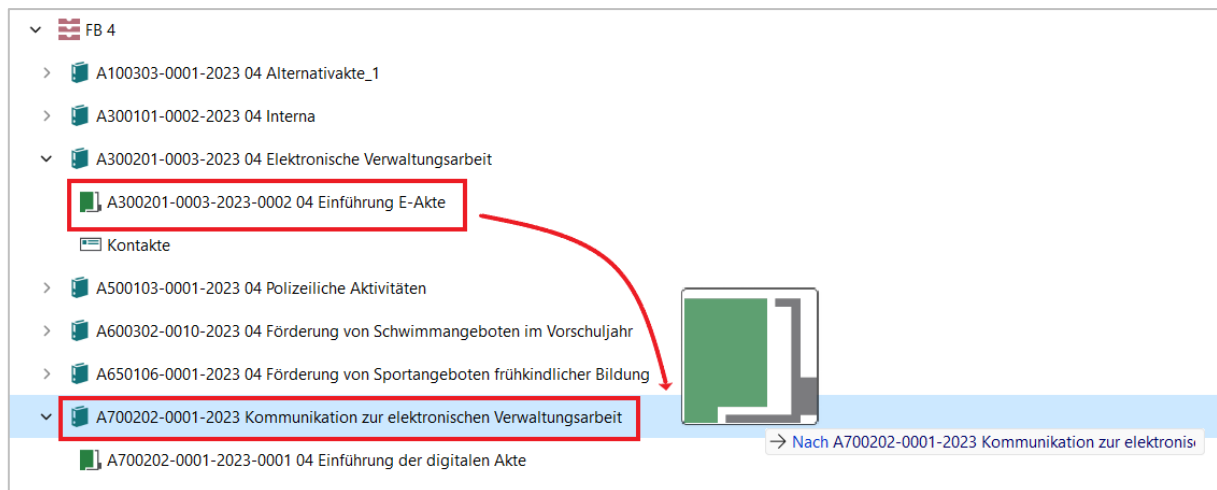 FB 4
A100303-0001-2023 04 Alternativakte_1
A300101-0002-2023 04 Interna
A300201-0003-2023 04 Elektronische Verwaltungsarbeit
A300201-0003-2023-0002 04 Einführung E-Akte
Kontakte
A500103-0001-2023 04 Polizeiliche Aktivitäten
A600302-0010-2023 04 Förderung von Schwimmangeboten im Vorschuljahr
A650106-0001-2023 04 Förderung von Sportangeboten frühkindlicher Bildung
A700202-0001-2023 Kommunikation zur elektronischen Verwaltungsarbeit
→ Nach A700202-0001-2023 Kommunikation zur elektronis
A700202-0001-2023-0001 04 Einführung der digitalen Akte